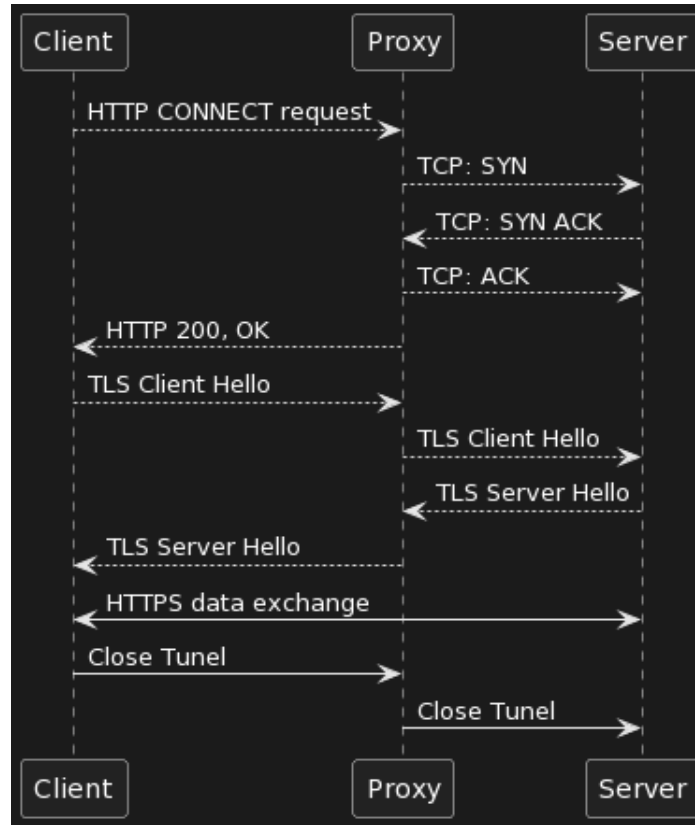 Client Proxy Server
HTTP CONNECT request
TCP: SYN
TCP: SYN ACK
TCP: ACK
HTTP 200, OK
TLS Client Hello
TLS Client Hello
TLS Server Hello
TLS Server Hello
HTTPS data exchange
Close Tunel
Close Tunel
Client Proxy Server